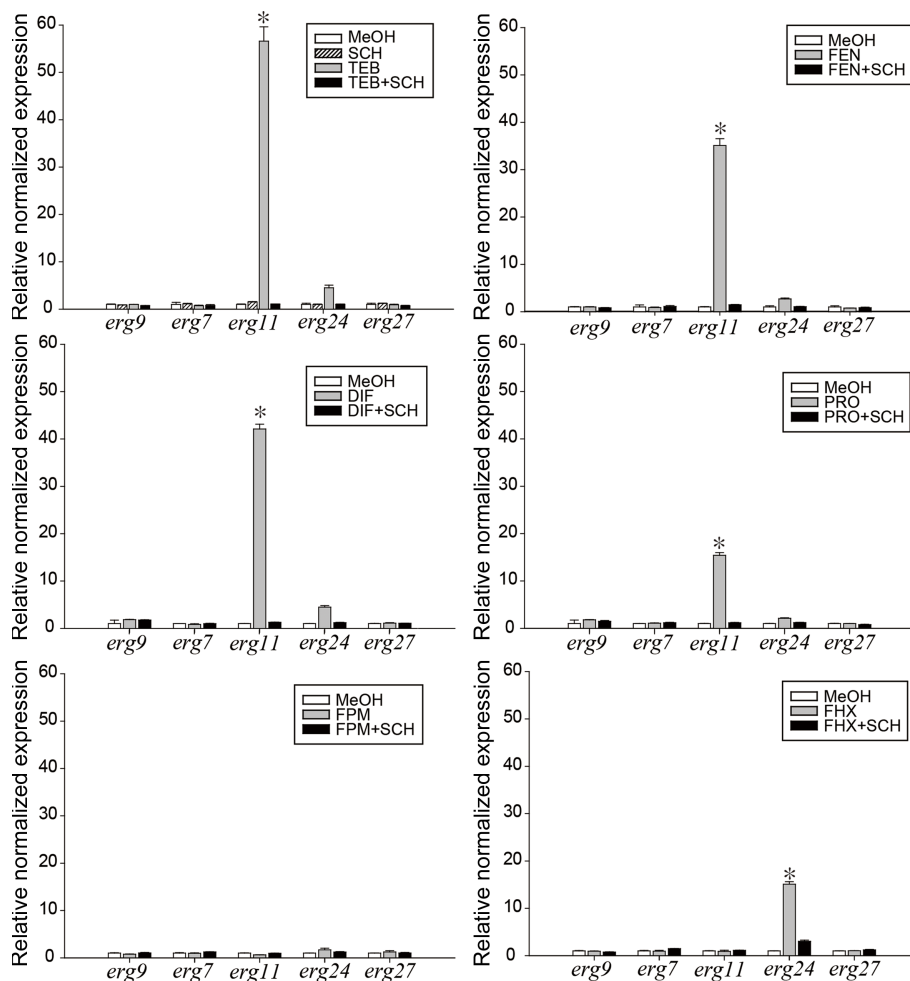 Relative normalized expression
60
50
40
30
20
10
0
*
MeOH
SCH
TEB
TEB+SCH
erg9 erg7 erg11 erg24 erg27
Relative normalized expression
60
50
40
30
20
10
0
*
MeOH
FEN
FEN+SCH
erg9 erg7 erg11 erg24 erg27
Relative normalized expression
60
50
40
30
20
10
0
*
MeOH
DIF
DIF+SCH
erg9 erg7 erg11 erg24 erg27
Relative normalized expression
60
50
40
30
20
10
0
*
MeOH
PRO
PRO+SCH
erg9 erg7 erg11 erg24 erg27
Relative normalized expression
60
50
40
30
20
10
0
MeOH
FPM
FPM+SCH
erg9 erg7 erg11 erg24 erg27
Relative normalized expression
60
50
40
30
20
10
0
*
MeOH
FHX
FHX+SCH
erg9 erg7 erg11 erg24 erg27